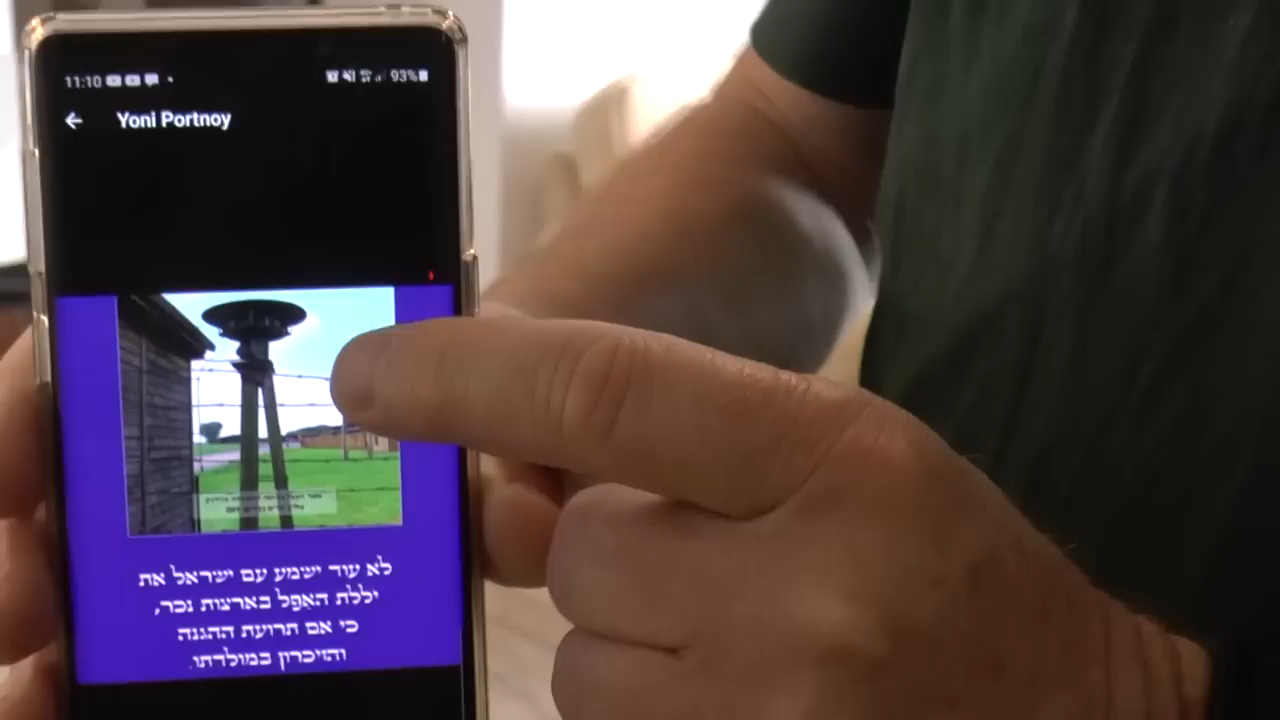 11:10
93%
Yoni Portnoy
לא עוד ישמע עם ישראל את
יללת האפל בארצות נכר,
כי אם תרועת ההגנה
והזיכרון במולדתו.